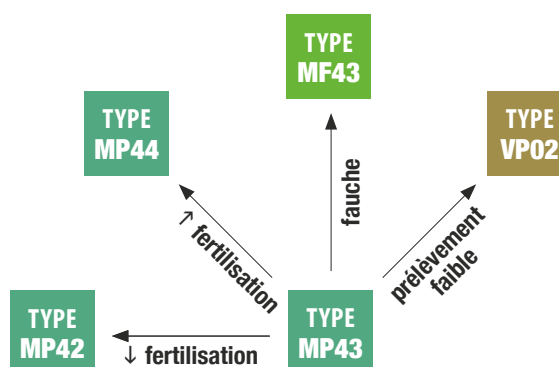 TYPE
MF43
TYPE
MP44
TYPE
VP02
↑ fertilisation
fauche
prélèvement
faible
TYPE
MP42
↓ fertilisation
TYPE
MP43